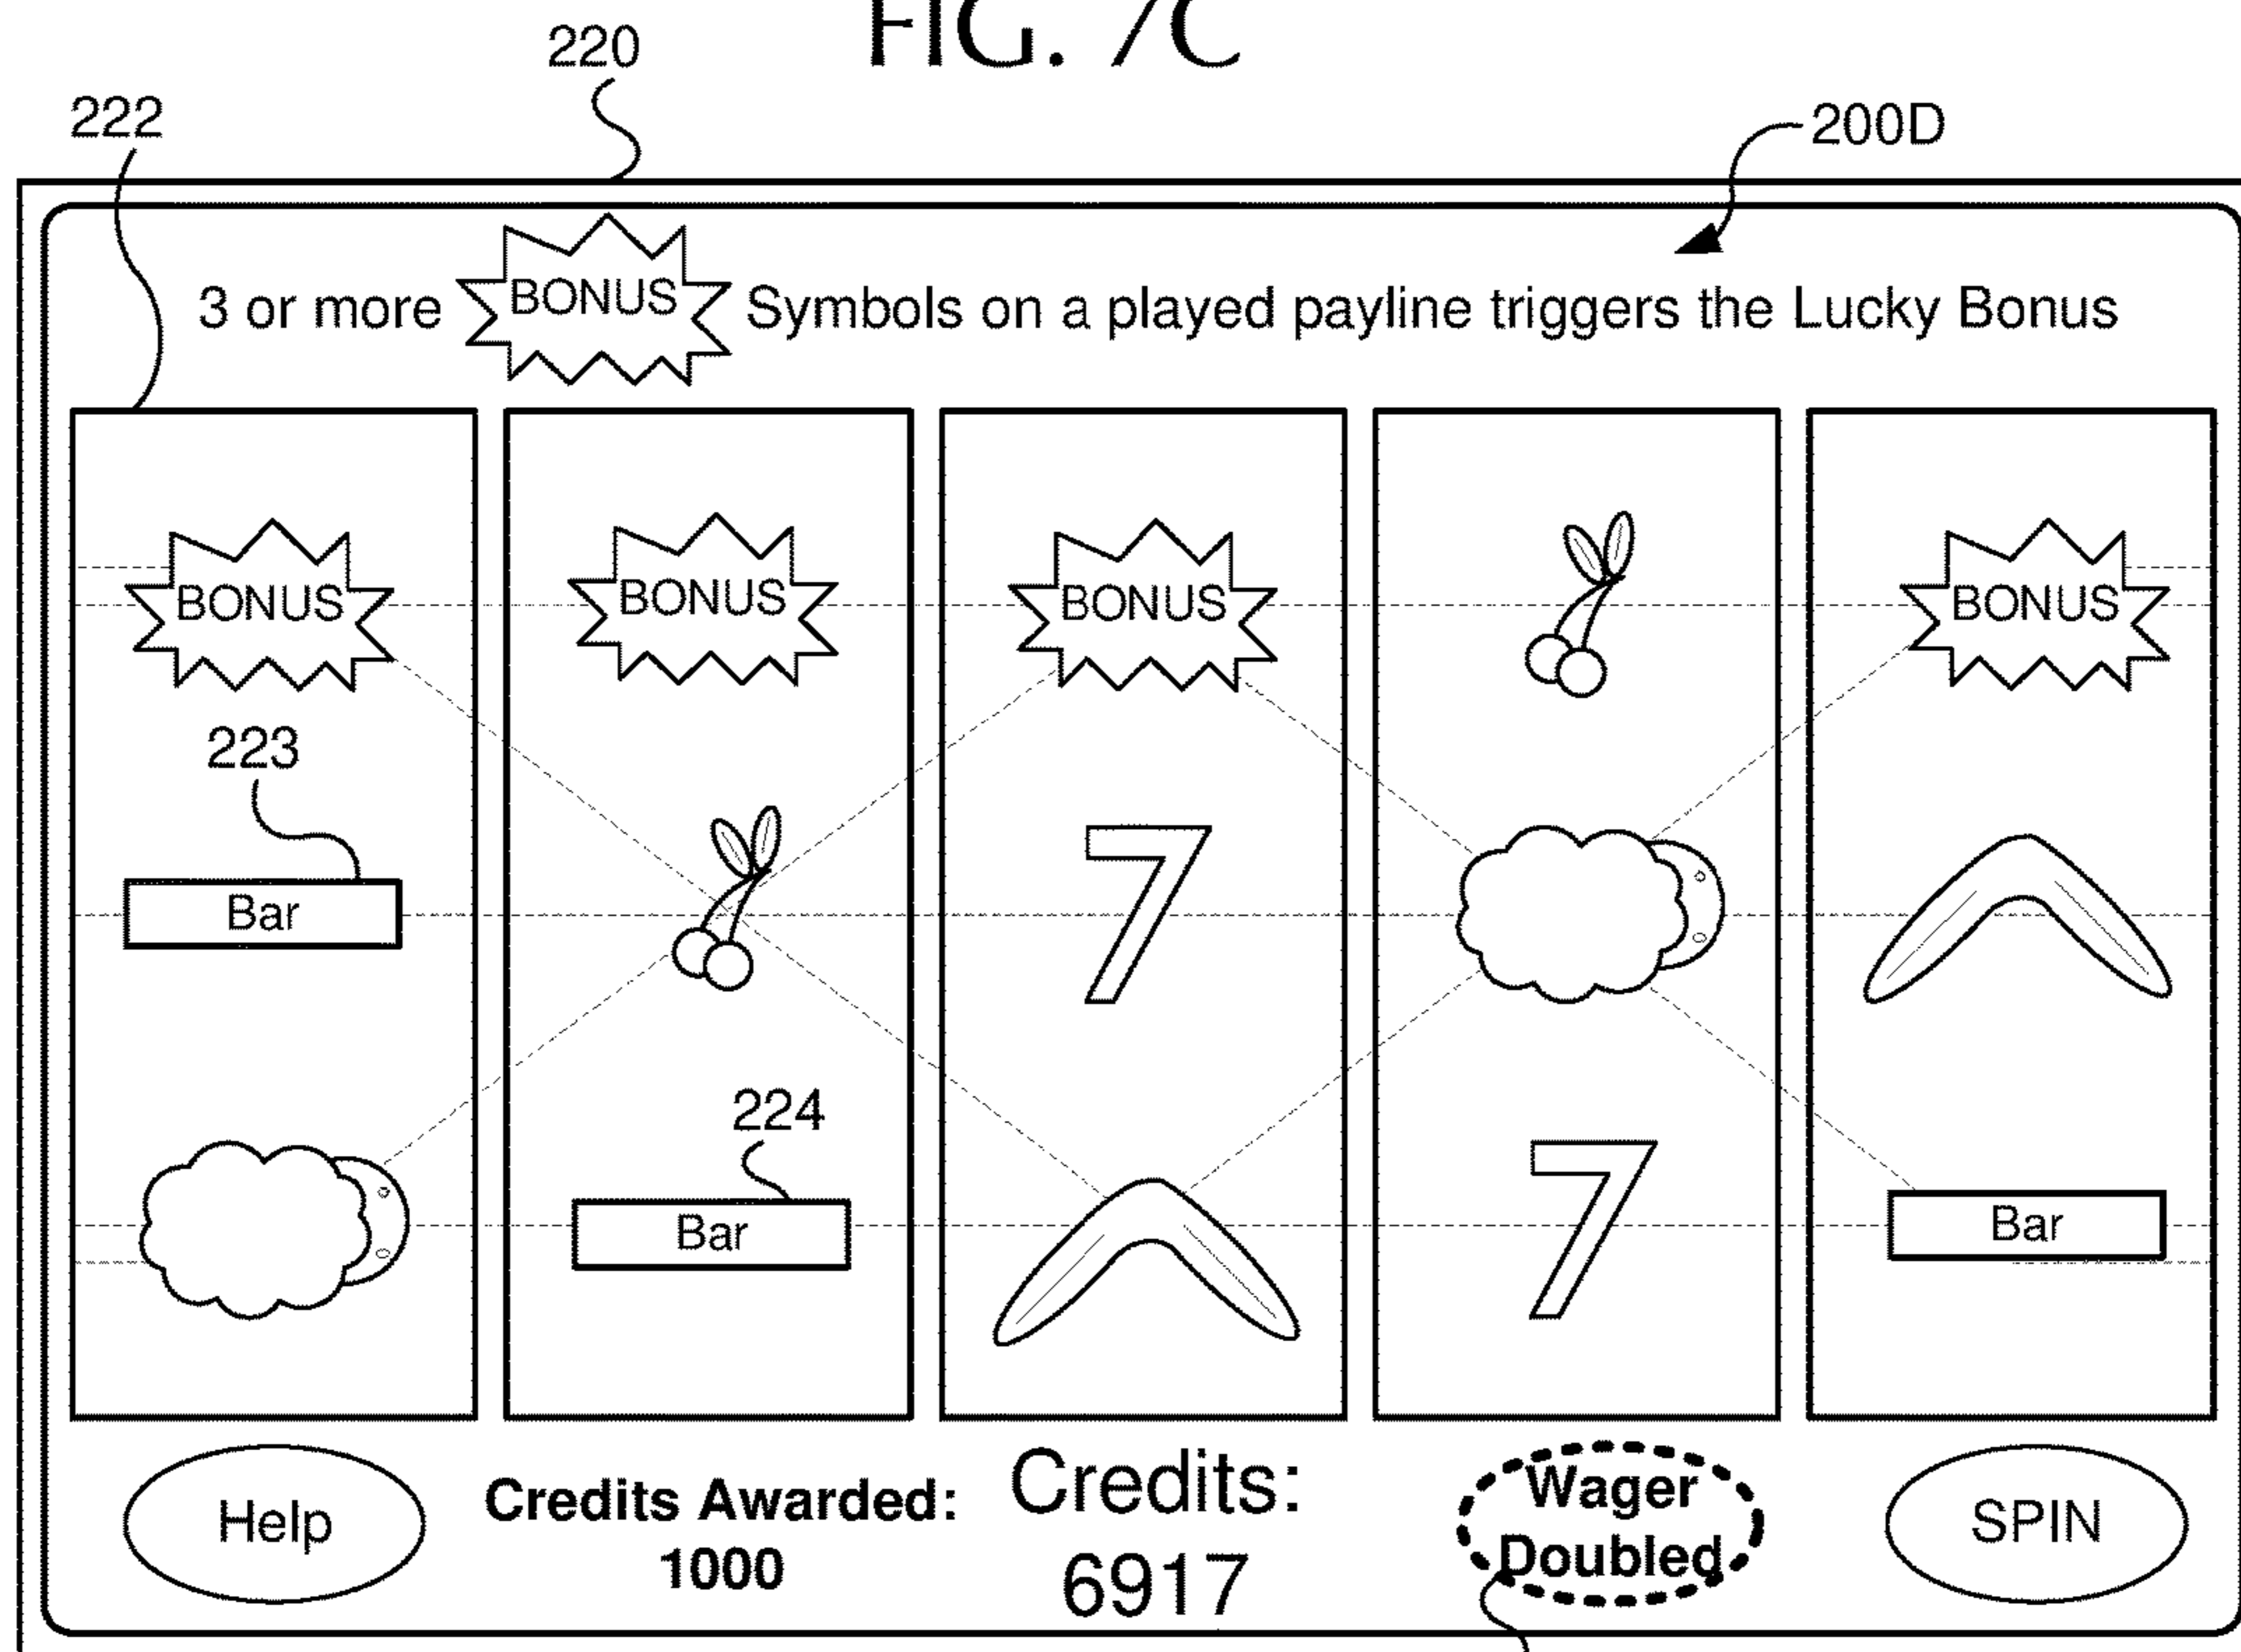 FIG. 7C
220
222
200D
3 or more BONUS Symbols on a played payline triggers the Lucky Bonus
BONUS BONUS BONUS BONUS
223
Bar 7
224
Bar 7 Bar
Help Credits Awarded: 1000 Credits: 6917 Wager Doubled SPIN